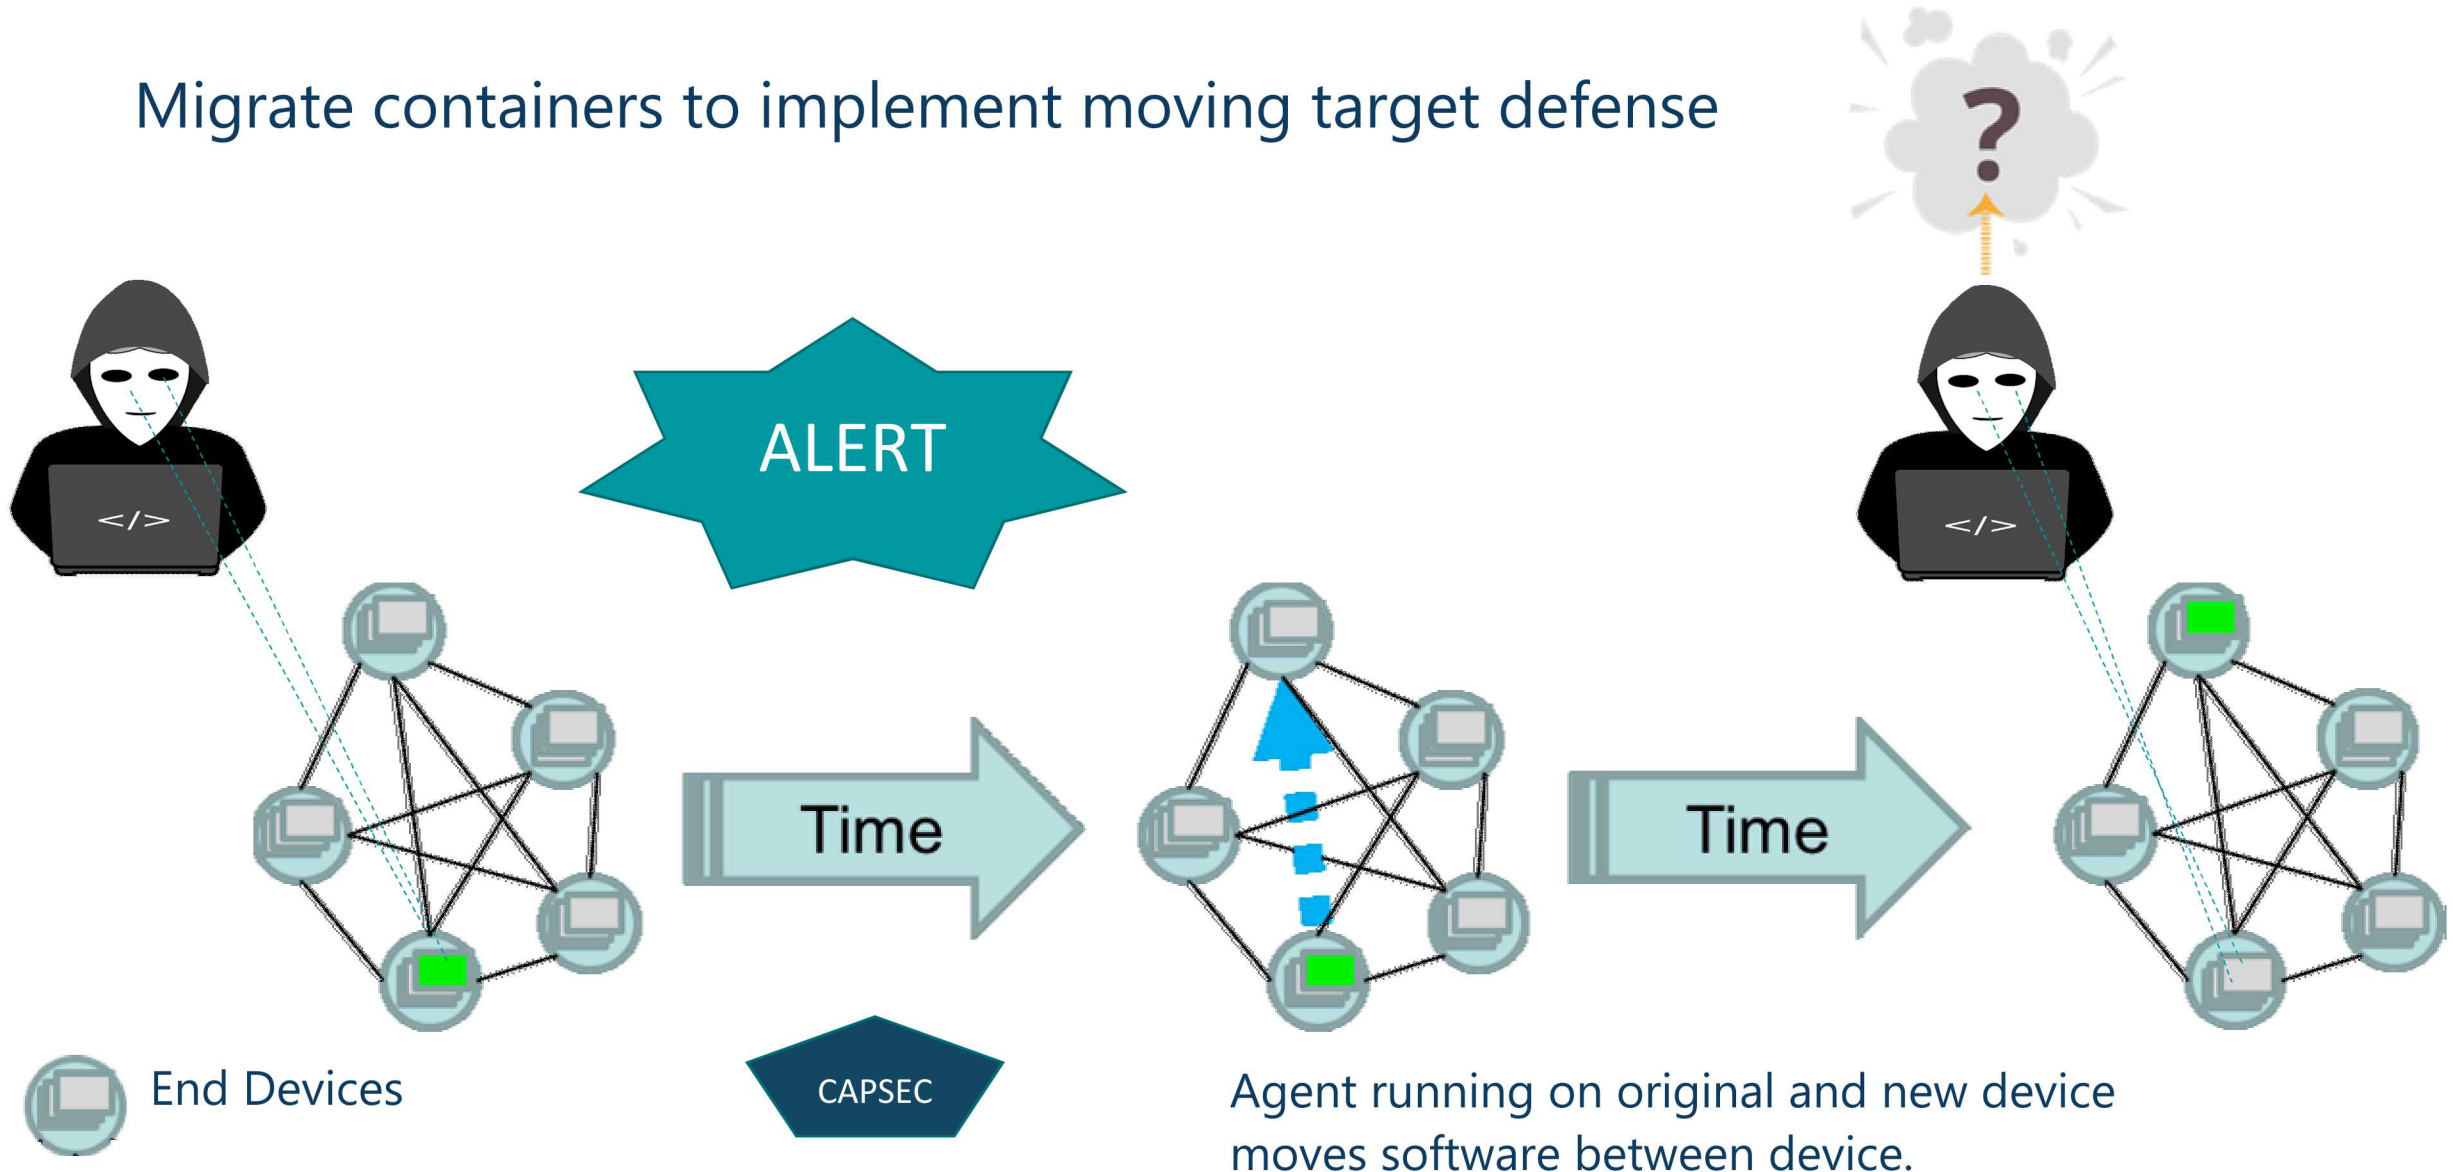 Migrate containers to implement moving target defense
?
ALERT
</>
</>
Time
Time
End Devices
CAPSEC
Agent running on original and new device
moves software between device.